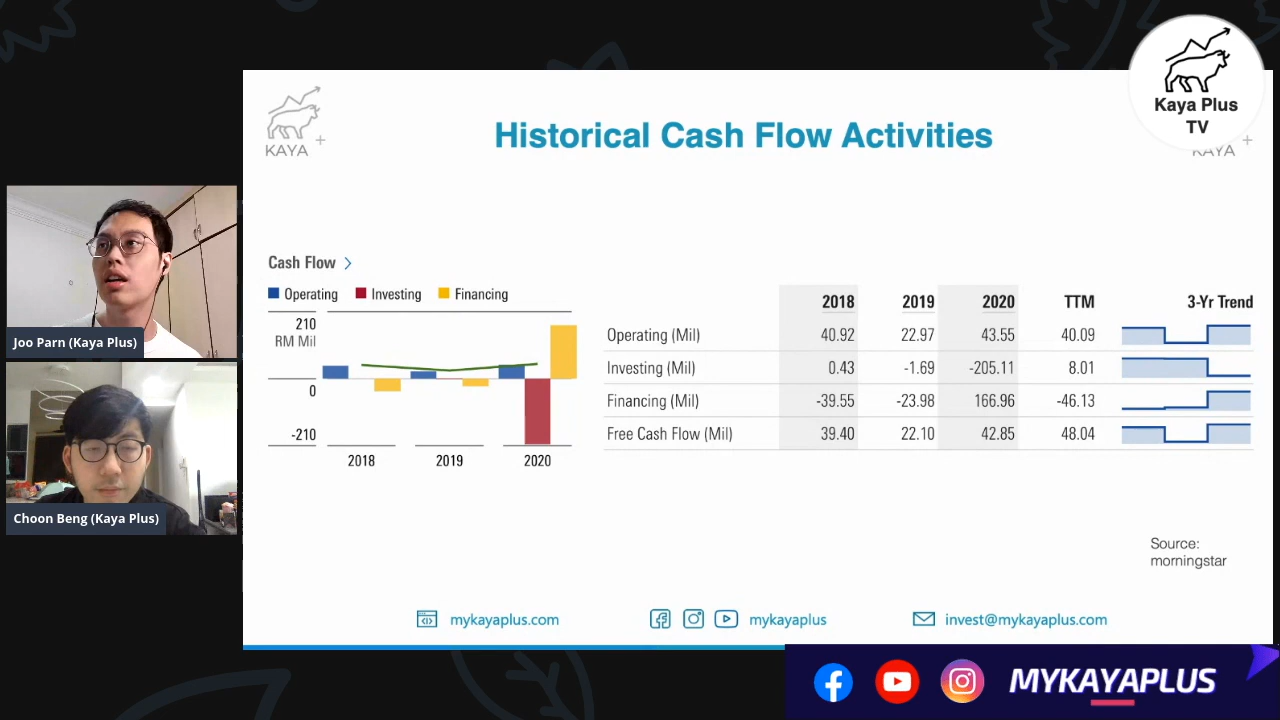 KAYA
Historical Cash Flow Activities
Kaya Plus
TV
KAYA
Cash Flow
Operating Investing Financing
210
RM Mil
0
-210
2018 2019 2020
2018 2019 2020 TTM 3-Yr Trend
Operating (Mil) 40.92 22.97 43.55 40.09
Investing (Mil) 0.43 -1.69 -205.11 8.01
Financing (Mil) -39.55 -23.98 166.96 -46.13
Free Cash Flow (Mil) 39.40 22.10 42.85 48.04
Joo Parn (Kaya Plus)
Choon Beng (Kaya Plus)
Source:
morningstar
mykayaplus.com mykayaplus invest@mykayaplus.com
MYKAYAPLUS